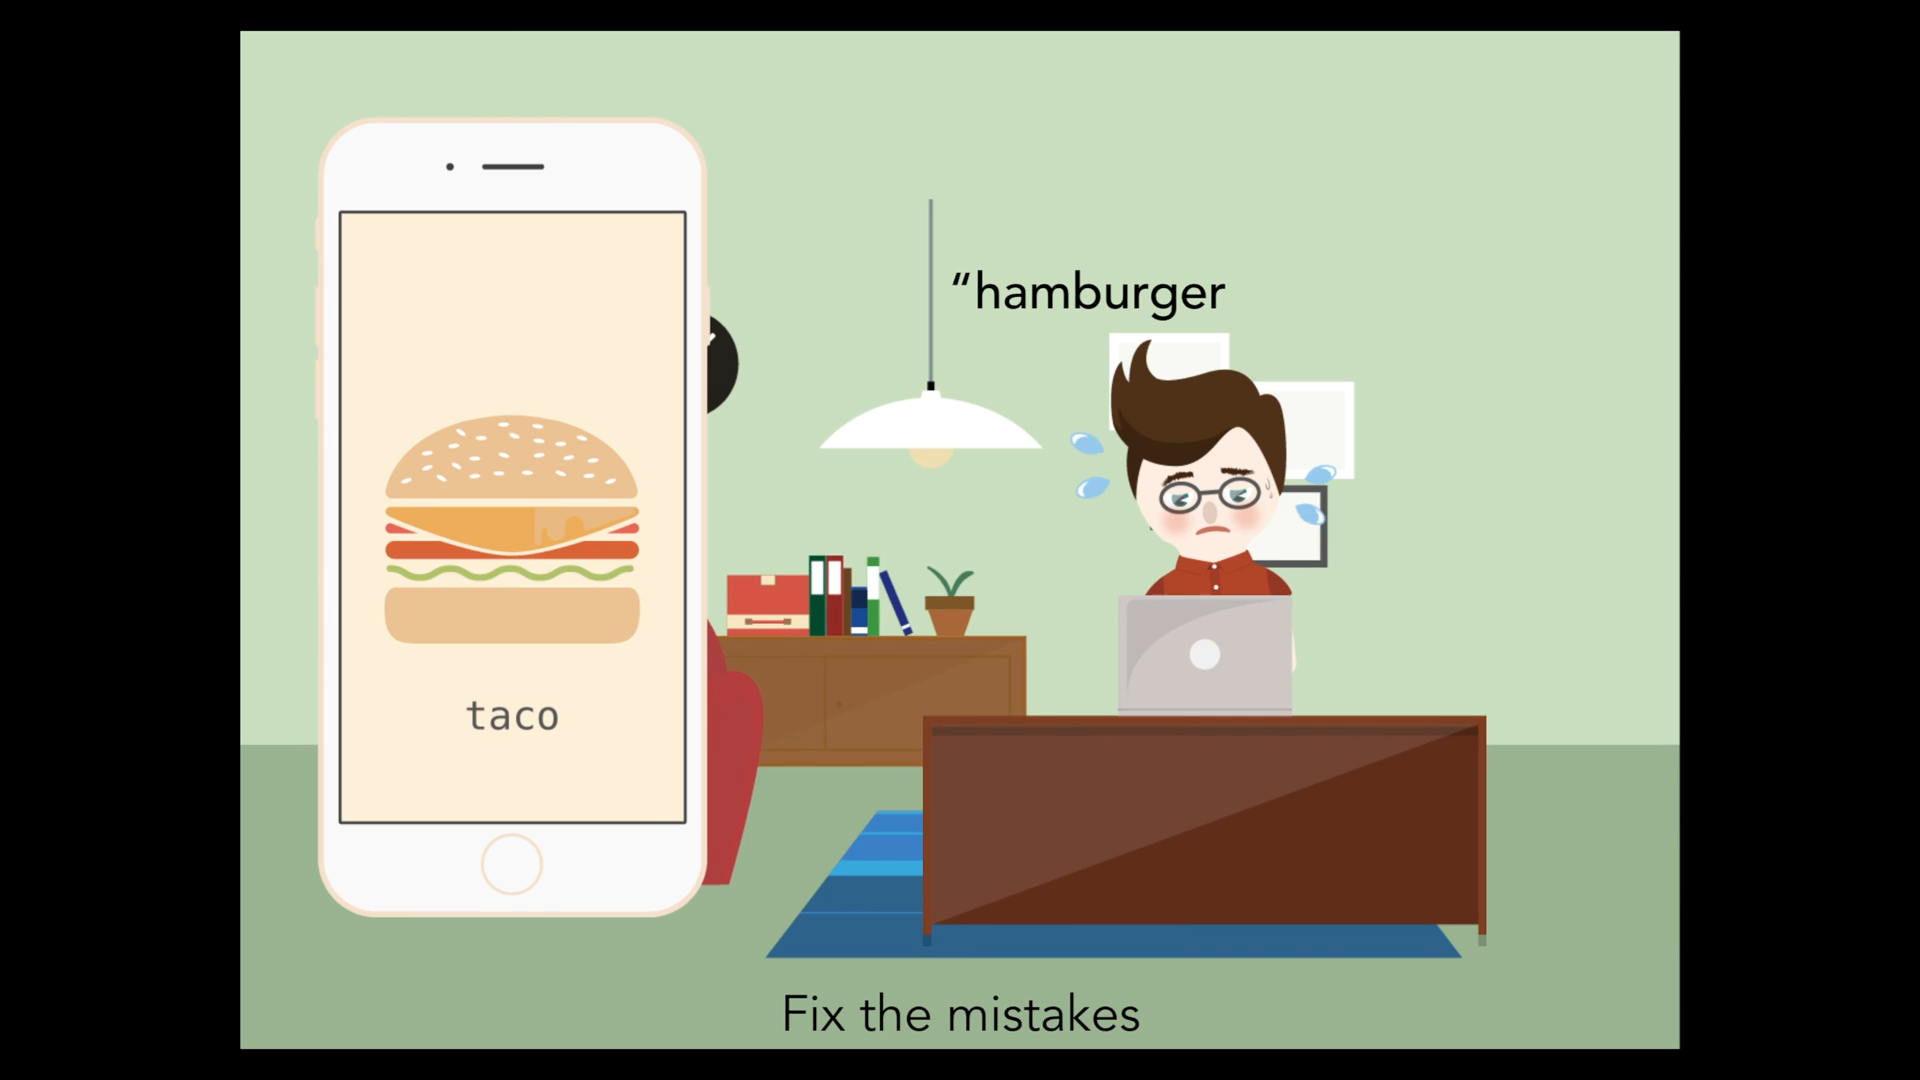 “hamburger
taco
Fix the mistakes